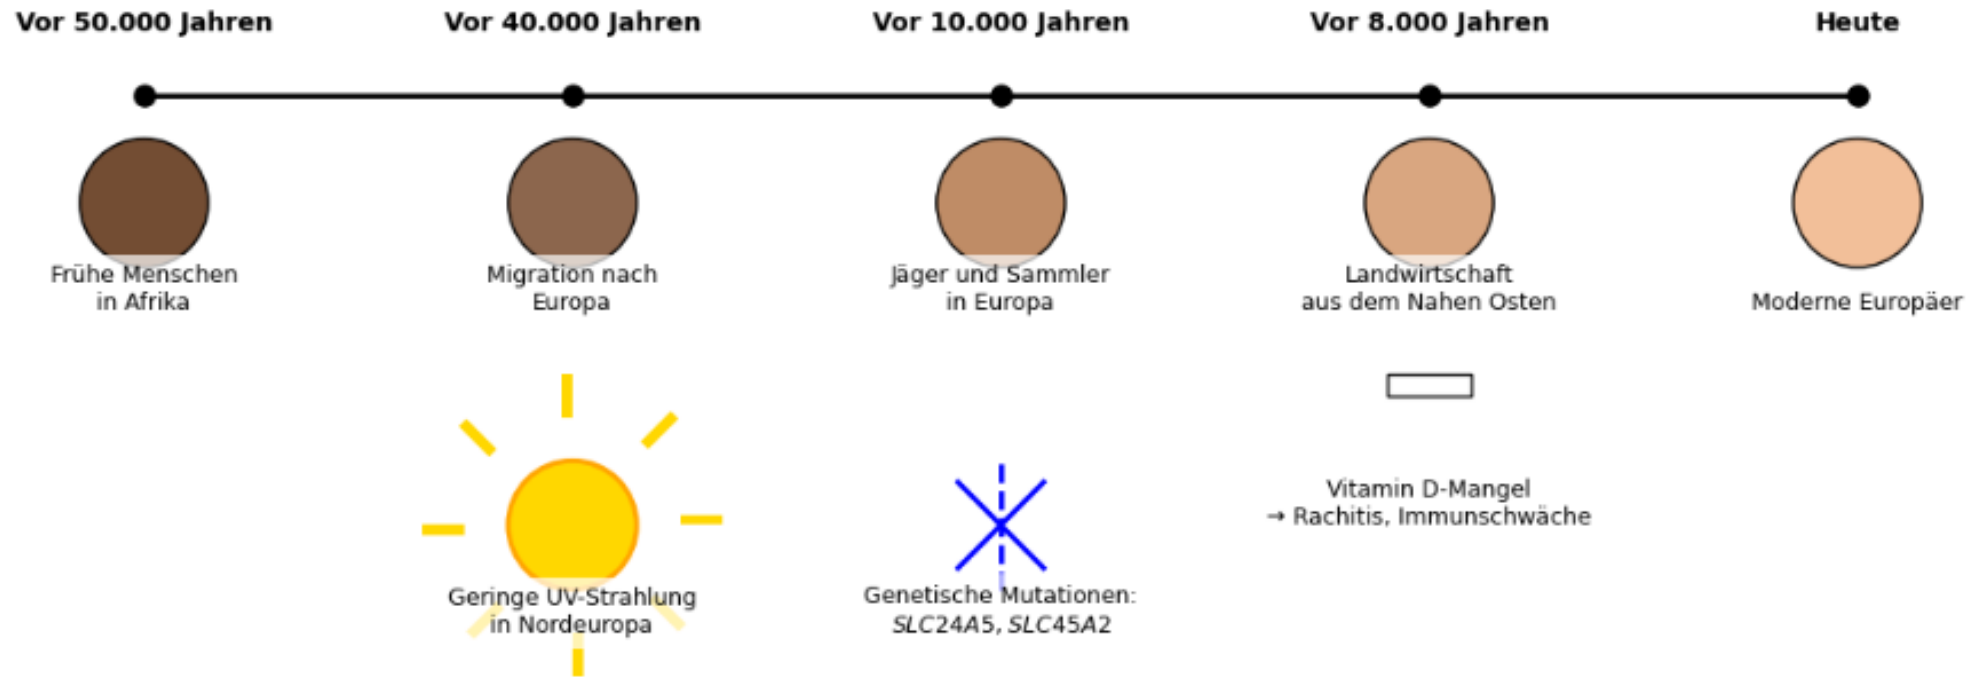 Vor 50.000 Jahren
Vor 40.000 Jahren
Vor 10.000 Jahren
Vor 8.000 Jahren
Heute
Frühe Menschen
in Afrika
Migration nach
Europa
Jäger und Sammler
in Europa
Landwirtschaft
aus dem Nahen Osten
Moderne Europäer
Geringe UV-Strahlung
in Nordeuropa
Genetische Mutationen:
SLC24A5, SLC45A2
Vitamin D-Mangel
→ Rachitis, Immunschwäche